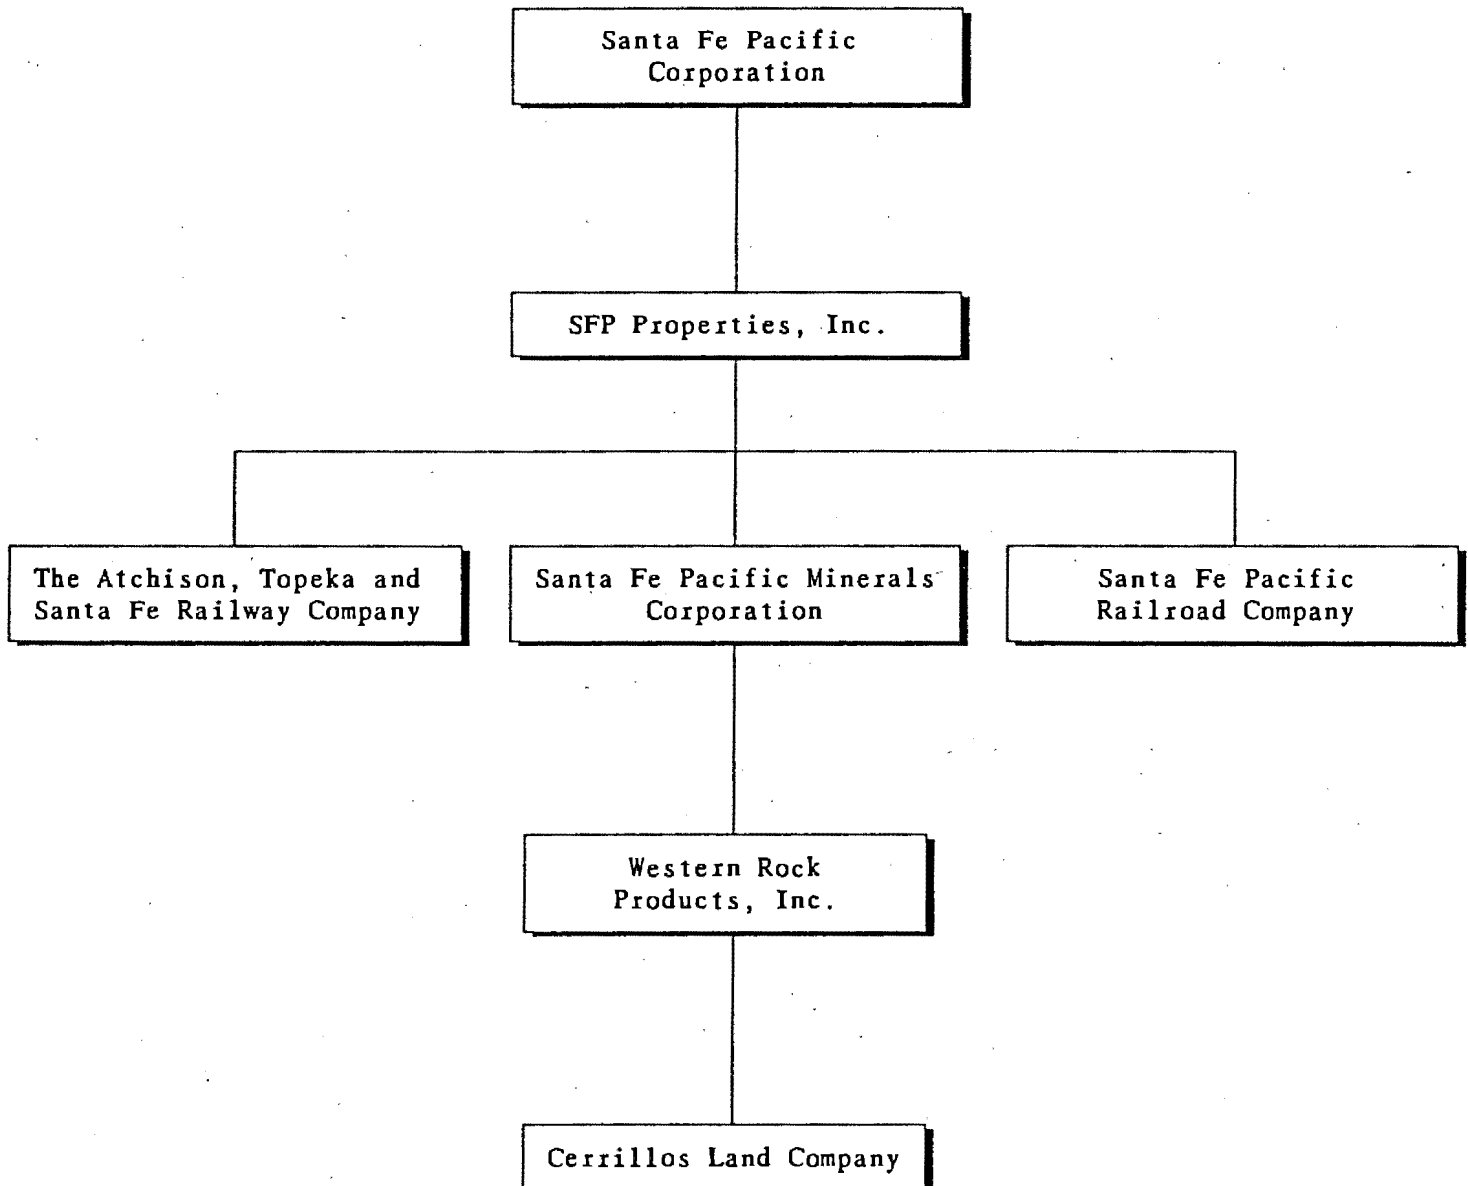 Santa Fe Pacific
Corporation
SFP Properties, Inc.
The Atchison, Topeka and
Santa Fe Railway Company
Santa Fe Pacific Minerals
Corporation
Santa Fe Pacific
Railroad Company
Western Rock
Products, Inc.
Cerrillos Land Company